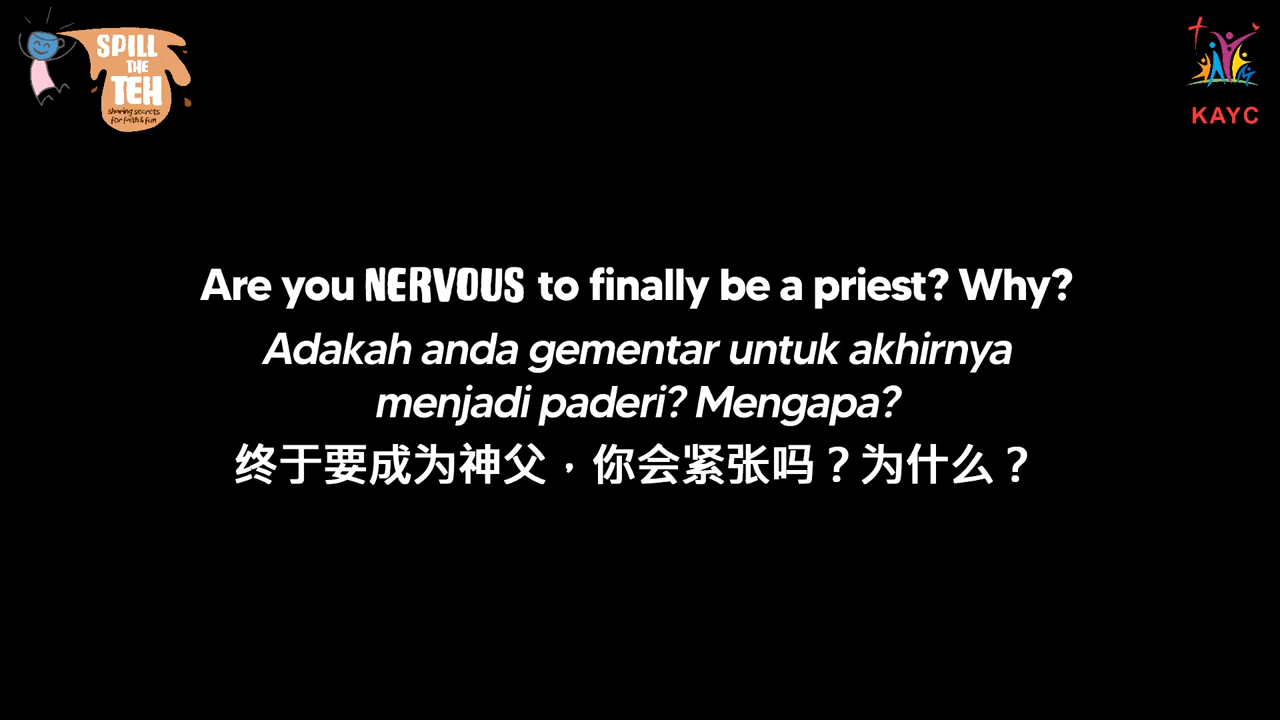 SPILL
THE
TEH
sharing secrets
for faith & fun
KAYC
Are you NERVOUS to finally be a priest? Why?
Adakah anda gementar untuk akhirnya
menjadi paderi? Mengapa?
终于要成为神父，你会紧张吗？为什么？